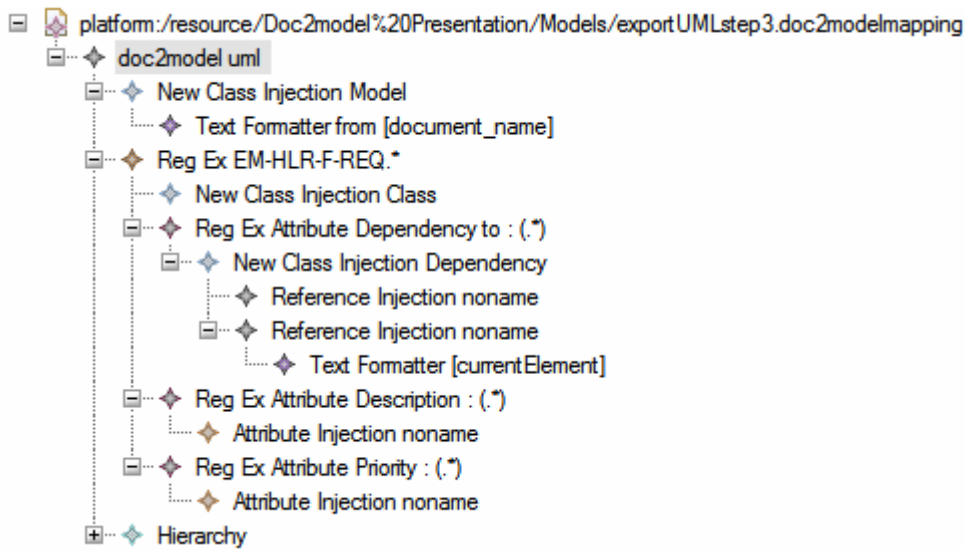 platform:/resource/Doc2model%20Presentation/Models/exportUMLstep3.doc2modelmapping
doc2model uml
New Class Injection Model
Text Formatter from [document_name]
Reg Ex EM-HLR-F-REQ.*
New Class Injection Class
Reg Ex Attribute Dependency to : (.*)
New Class Injection Dependency
Reference Injection noname
Reference Injection noname
Text Formatter [currentElement]
Reg Ex Attribute Description : (.*)
Attribute Injection noname
Reg Ex Attribute Priority : (.*)
Attribute Injection noname
Hierarchy